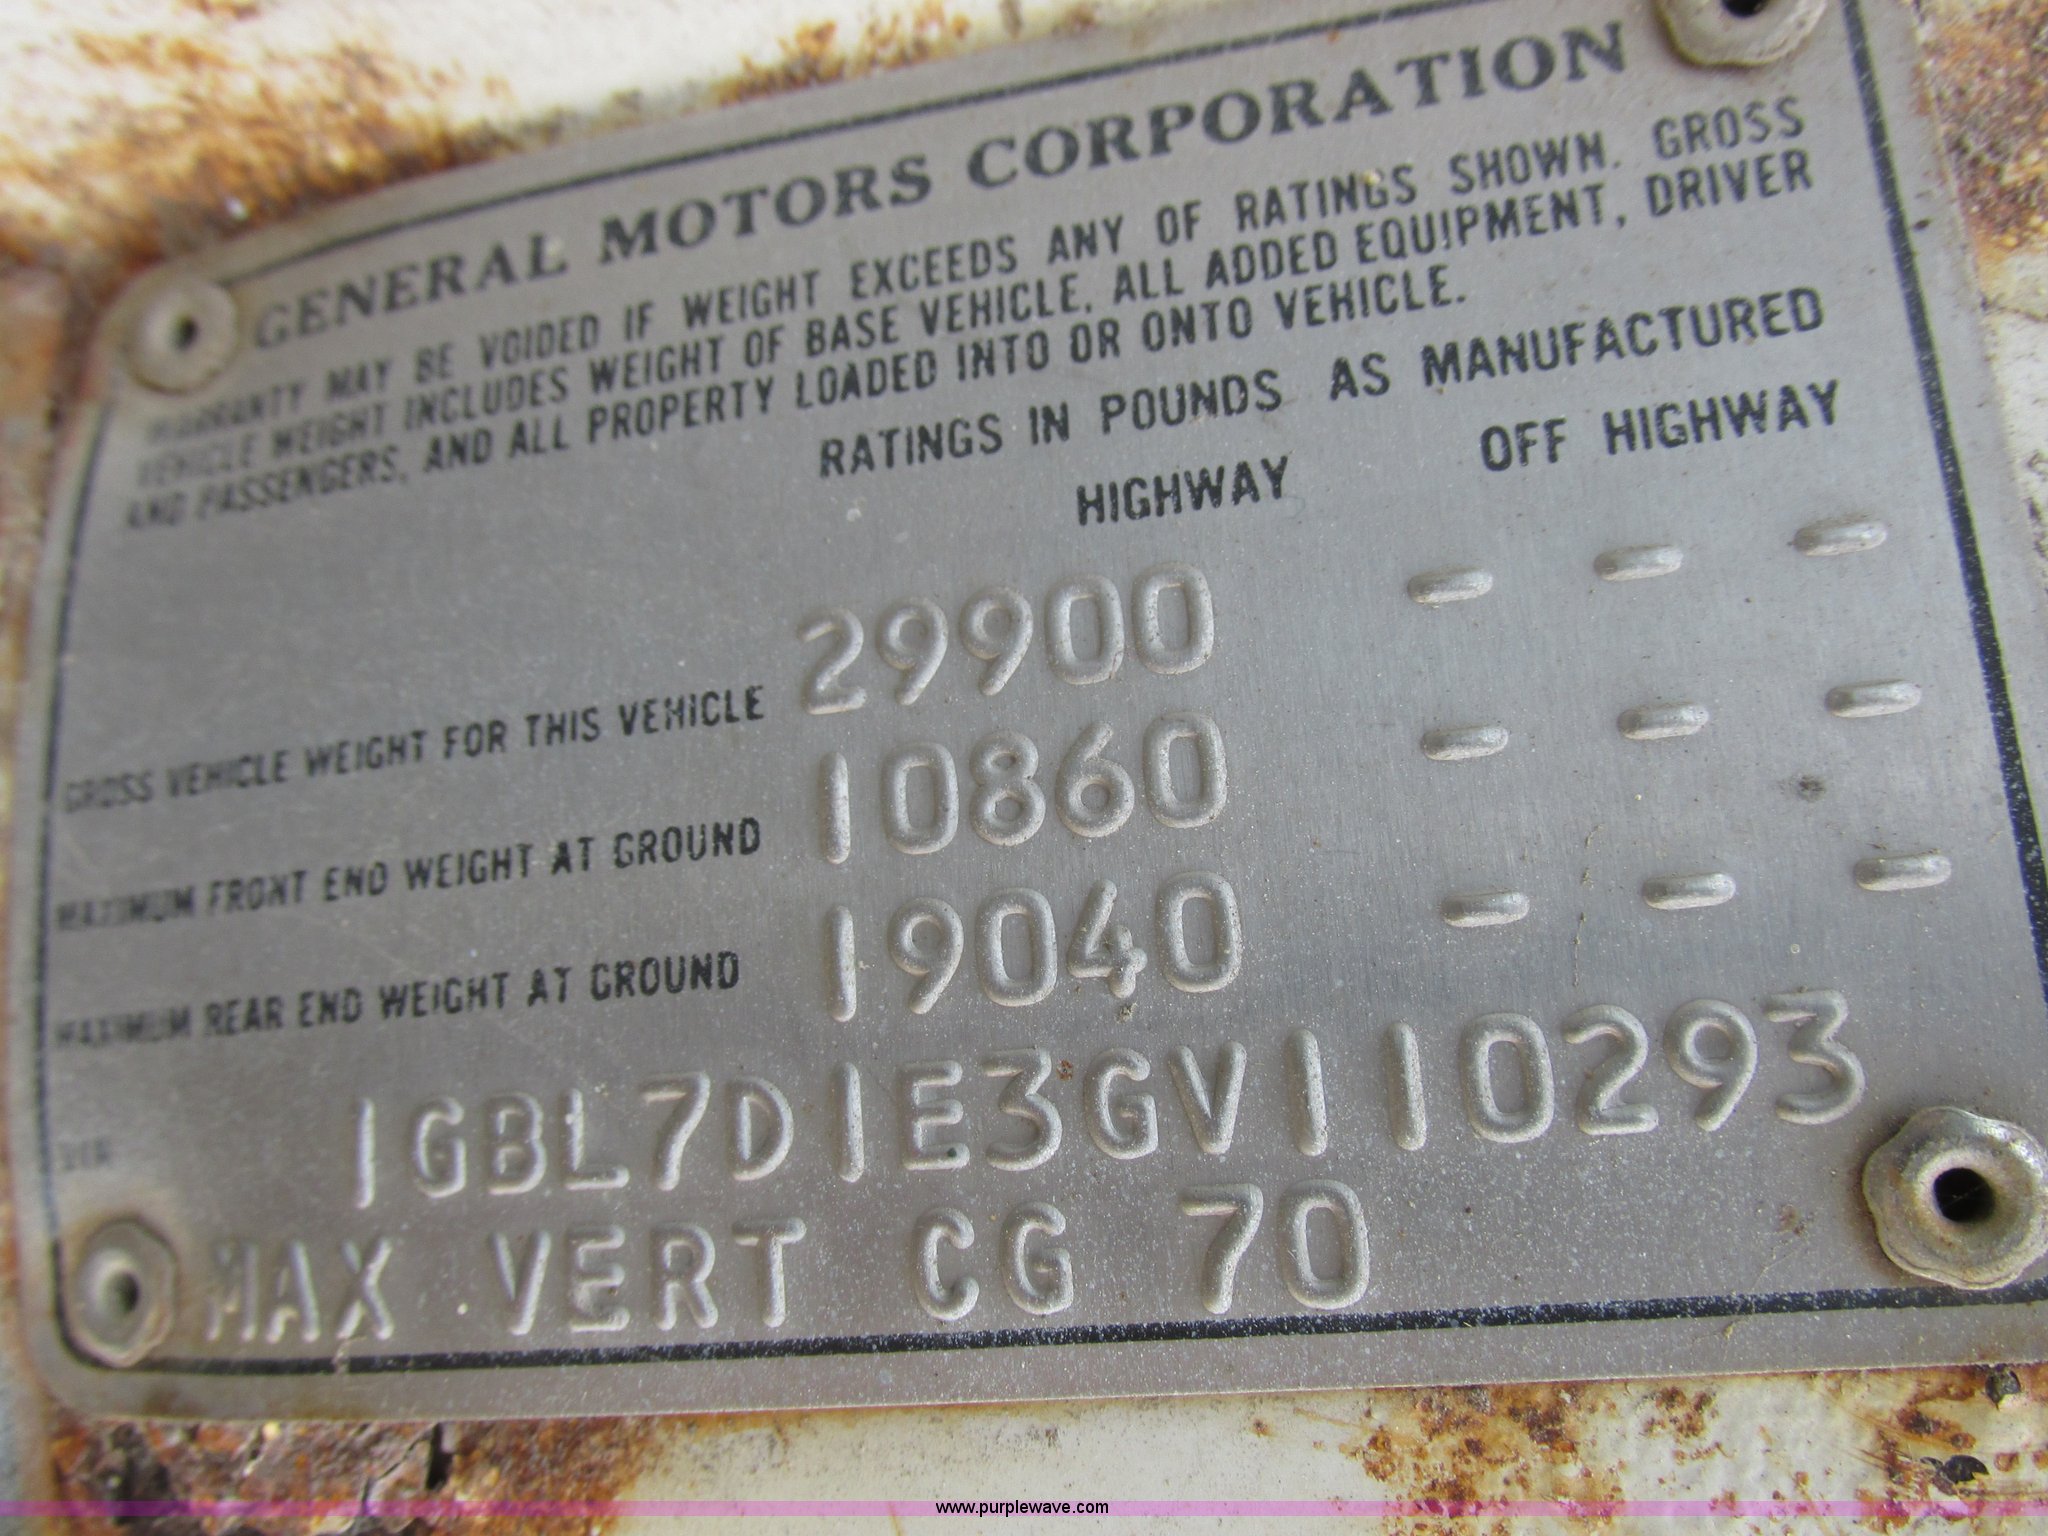 GENERAL MOTORS CORPORATION
WARRANTY MAY BE VOIDED IF WEIGHT EXCEEDS ANY OF RATINGS SHOWN. GROSS
VEHICLE WEIGHT INCLUDES WEIGHT OF BASE VEHICLE, ALL ADDED EQUIPMENT, DRIVER
AND PASSENGERS, AND ALL PROPERTY LOADED INTO OR ONTO VEHICLE.
RATINGS IN POUNDS AS MANUFACTURED
HIGHWAY OFF HIGHWAY
GROSS VEHICLE WEIGHT FOR THIS VEHICLE 29900 - - -
MAXIMUM FRONT END WEIGHT AT GROUND 10860 - - -
MAXIMUM REAR END WEIGHT AT GROUND 19040 - - -
1GBL7D1E3GV110293
MAX VERT CG 70
www.purplewave.com